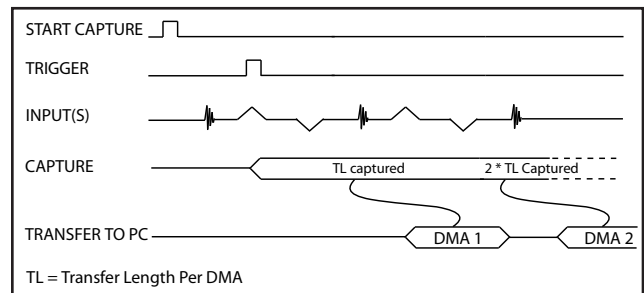 START CAPTURE
TRIGGER
INPUT(S)
CAPTURE
TL captured
2 * TL Captured
TRANSFER TO PC
DMA 1
DMA 2
TL = Transfer Length Per DMA